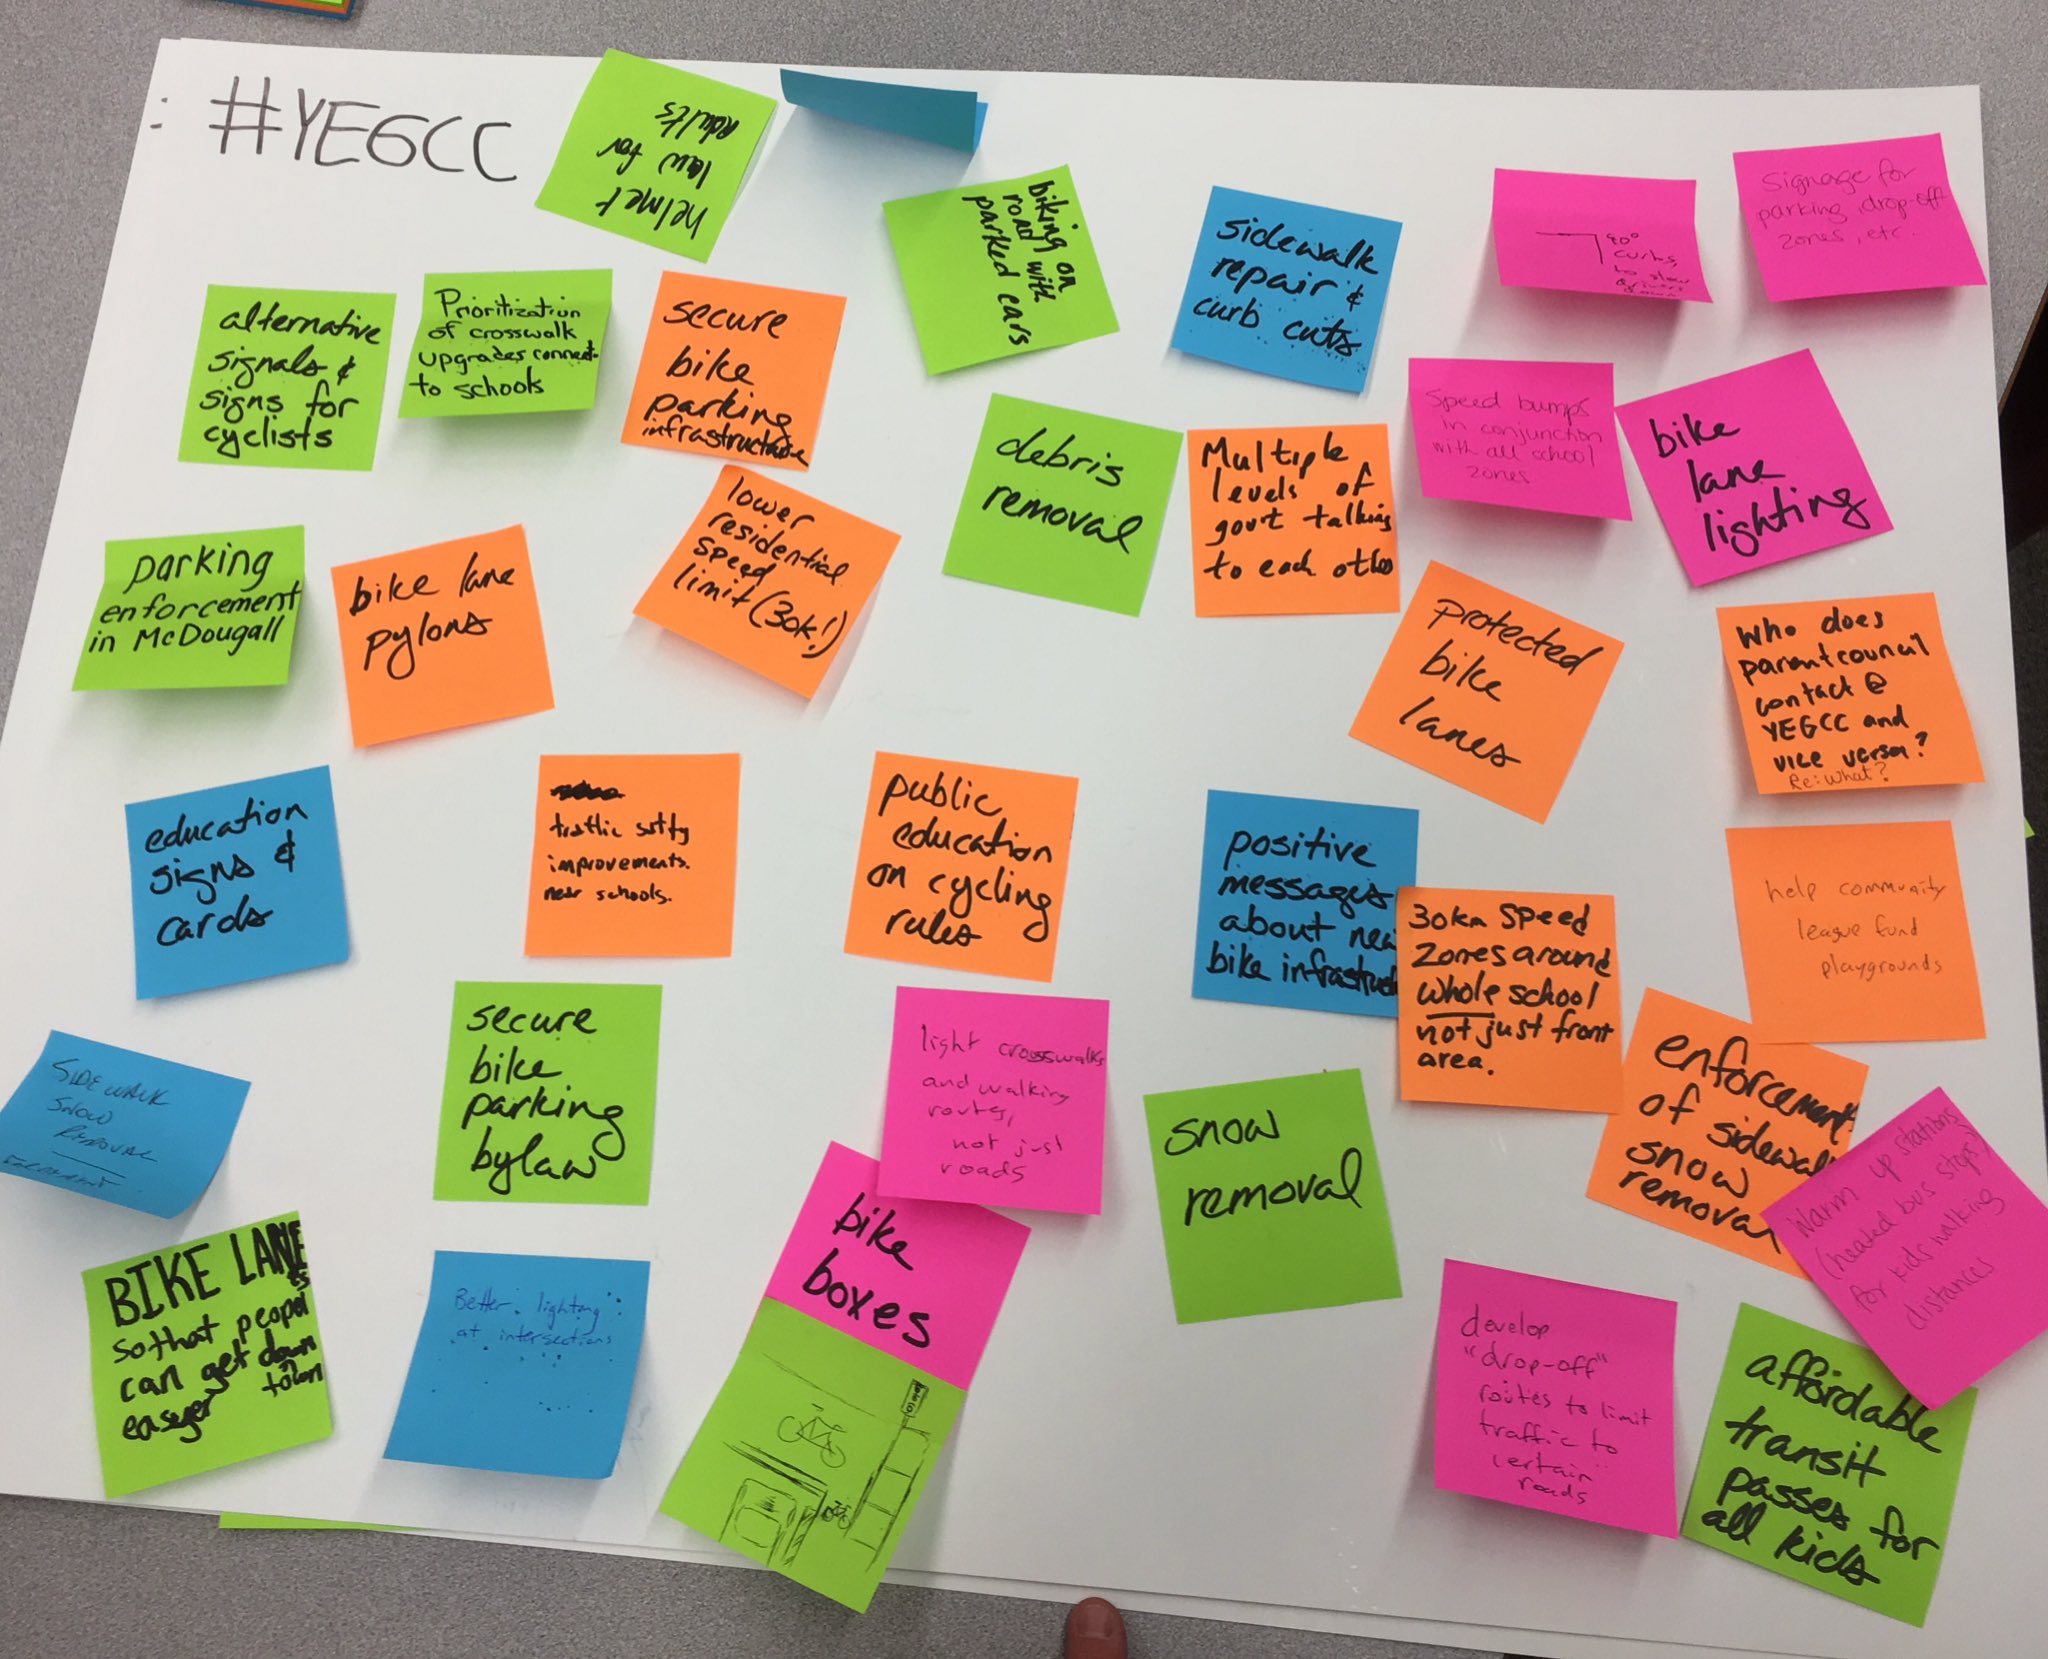 : #YEGCC
helmet
law for
adults
biking on
road with
parked cars
sidewalk
repair &
curb cuts
90°
curbs,
to slow
drivers
down
Signage for
parking, drop-off
zones, etc.
alternative
signals &
signs for
cyclists
Prioritization
of crosswalk
upgrades connect
to schools
secure
bike
parking
infrastructure
debris
removal
Multiple
levels of
gov't talking
to each other
Speed bumps
in conjunction
with all school
zones
bike
lane
lighting
parking
enforcement
in McDougall
bike lane
pylons
lower
residential
speed
limit (30k!)
protected
bike
lanes
Who does
parent council
contact @
YEGCC and
vice versa?
Re: what?
education
signs &
cards
traffic safty
improvements.
near schools.
public
education
on cycling
rules
positive
messages
about new
bike infrastruct
30km Speed
Zones around
whole school
not just front
area.
help community
league fund
playgrounds
SIDEWALK
SNOW
REMOVAL
secure
bike
parking
bylaw
light crosswalks
and walking
routes,
not just
roads
snow
removal
enforcement
of sidewalk
snow
removal
Warm up stations
(heated bus stops)
for kids walking
distances
BIKE LANES
so that peopel
can get down
easyer town
Better lighting
at intersections
bike
boxes
develop
"drop-off"
routes to limit
traffic to
certain
roads
affordable
transit
passes for
all kids